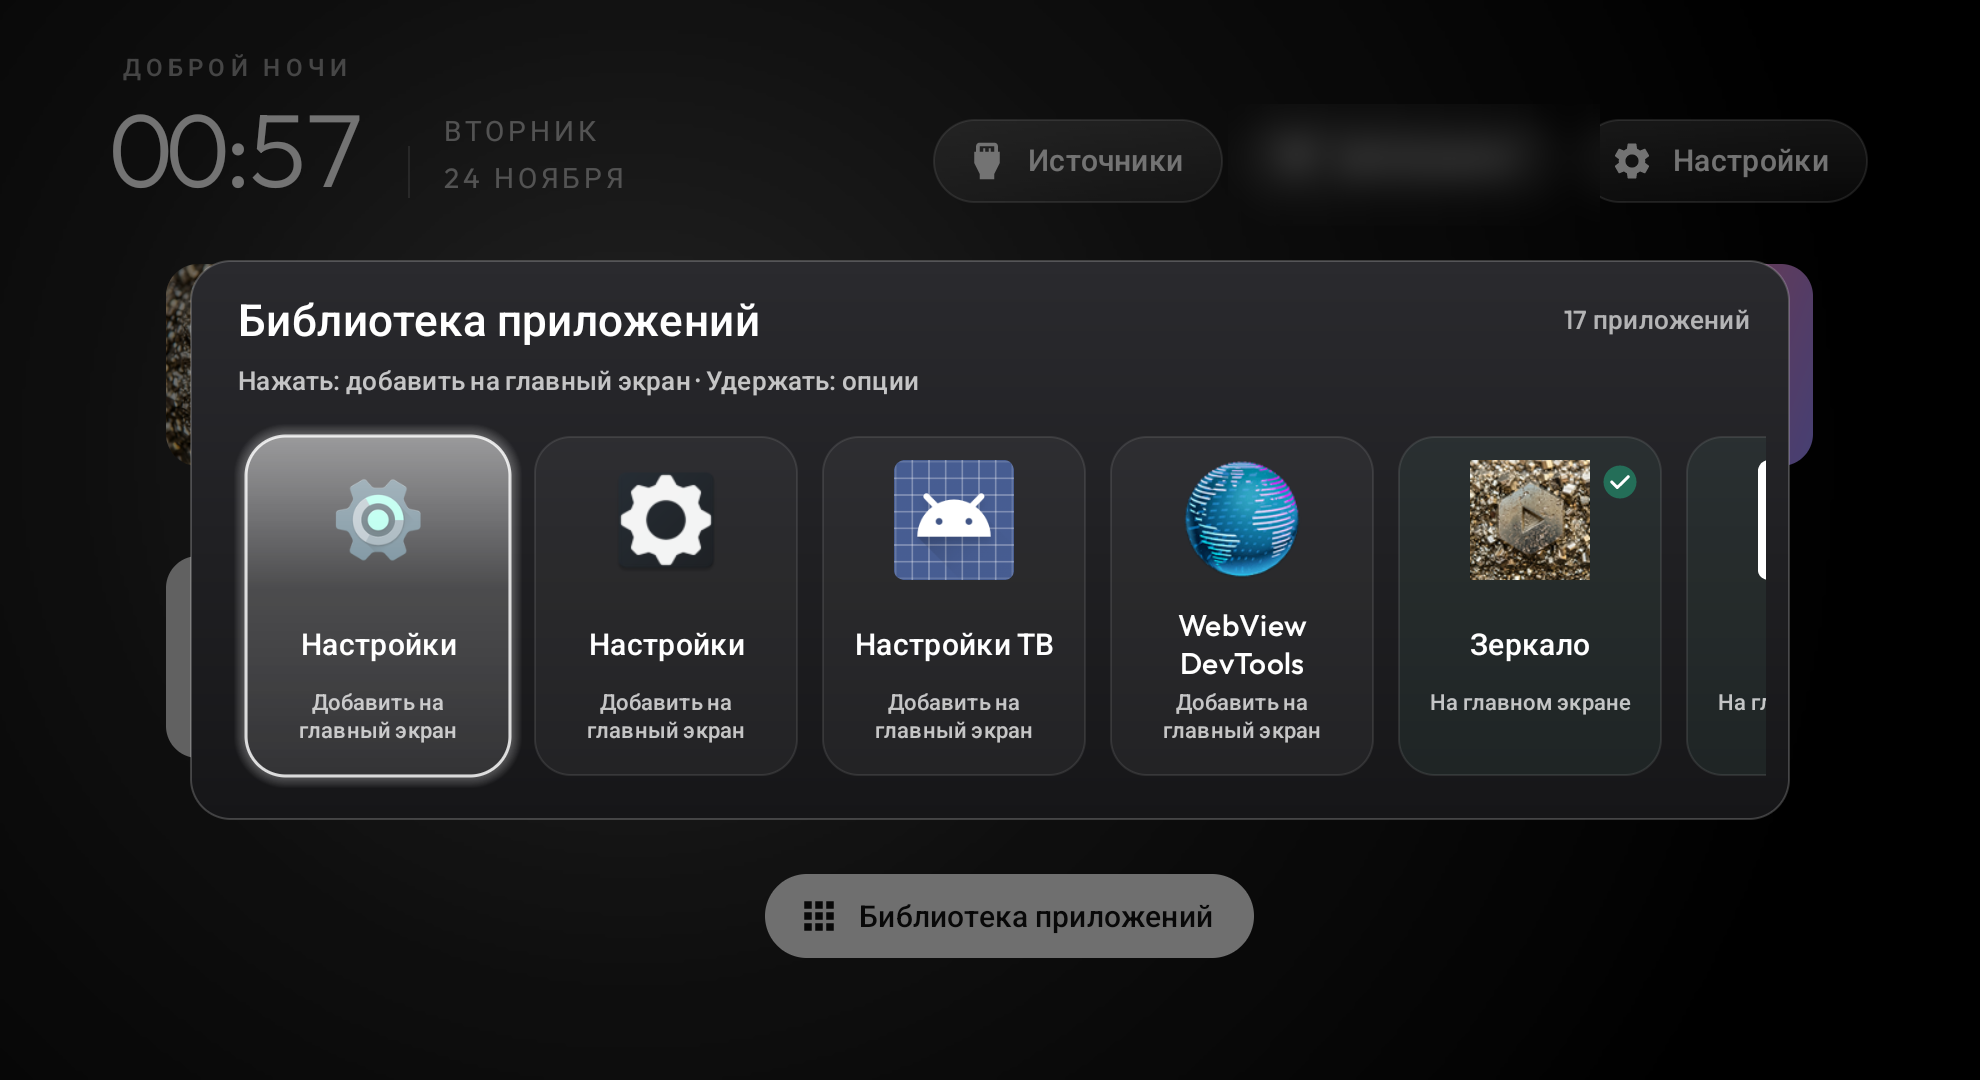 ДОБРОЙ НОЧИ
00:57
ВТОРНИК
24 НОЯБРЯ
Источники
Настройки
Библиотека приложений
17 приложений
Нажать: добавить на главный экран · Удержать: опции
Настройки
Добавить на
главный экран
Настройки
Добавить на
главный экран
Настройки ТВ
Добавить на
главный экран
WebView
DevTools
Добавить на
главный экран
Зеркало
На главном экране
На
Библиотека приложений